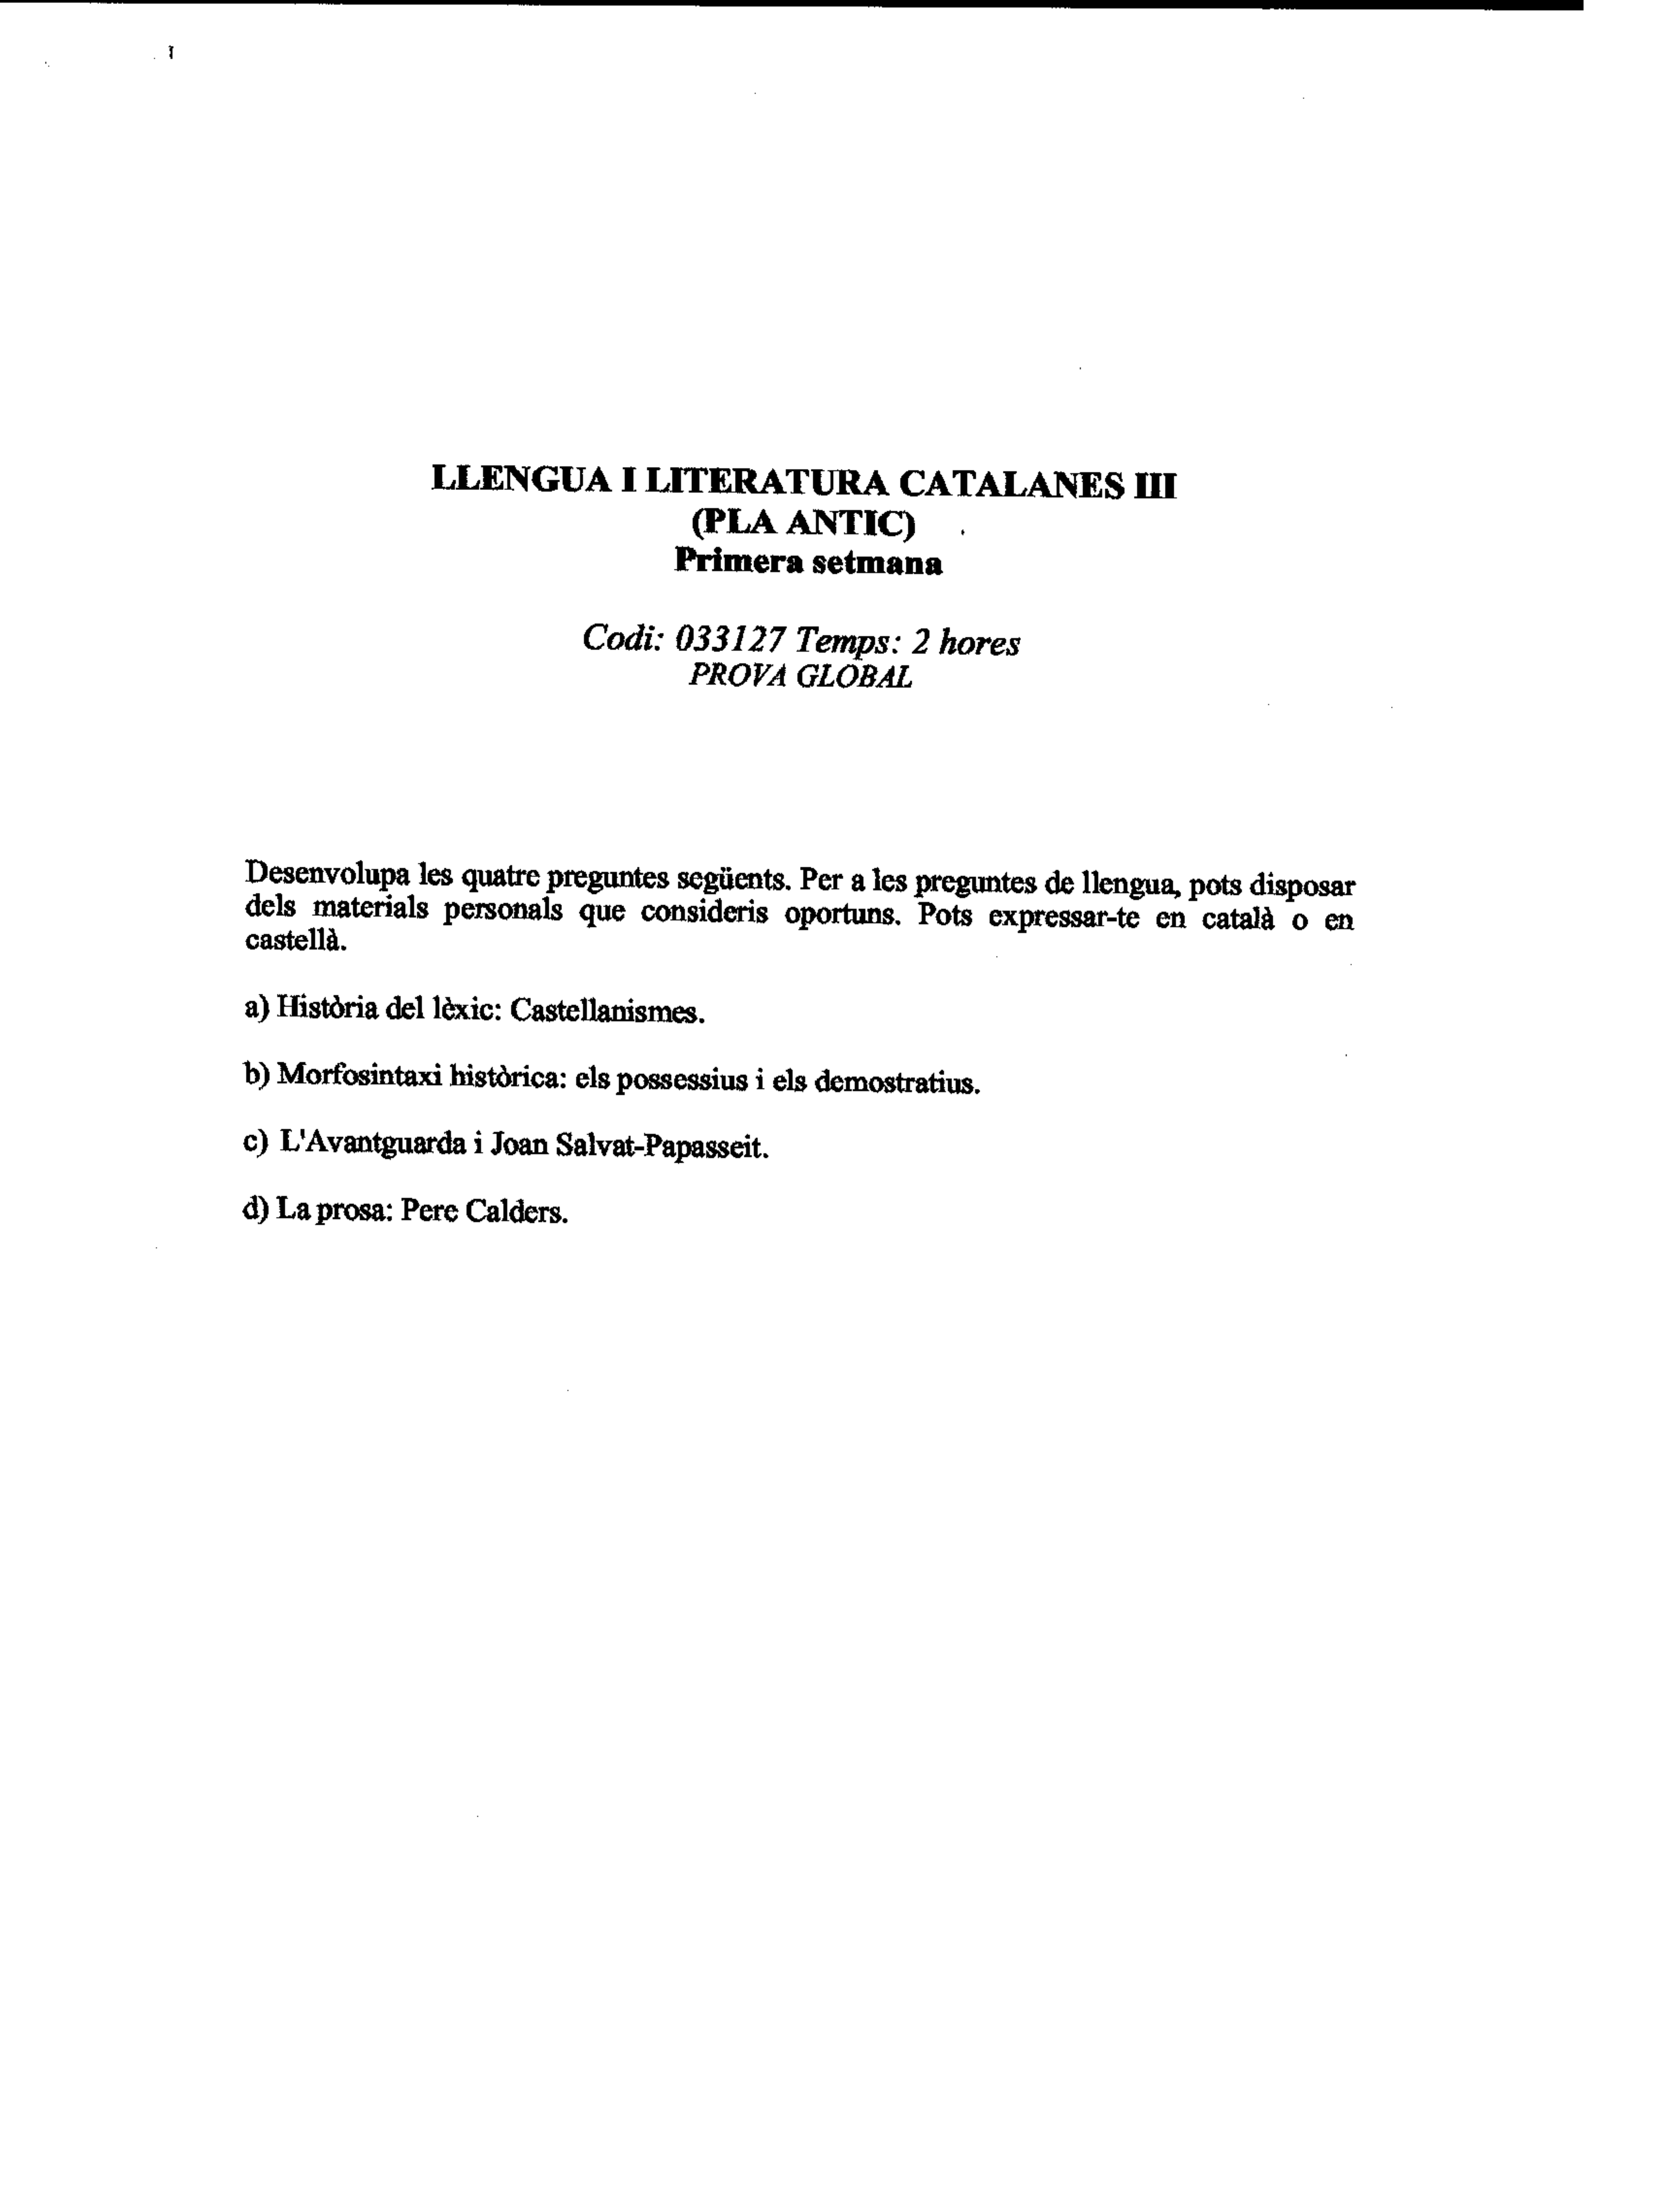 LLENGUA I LITERATURA CATALANES III
(PLA ANTIC)
Primera setmana
Codi: 033127 Temps: 2 hores
PROVA GLOBAL
Desenvolupa les quatre preguntes següents. Per a les preguntes de llengua, pots disposar
dels materials personals que consideris oportuns. Pots expressar-te en català o en
castellà.
a) Història del lèxic: Castellanismes.
b) Morfosintaxi històrica: els possessius i els demostratius.
c) L'Avantguarda i Joan Salvat-Papasseit.
d) La prosa: Pere Calders.